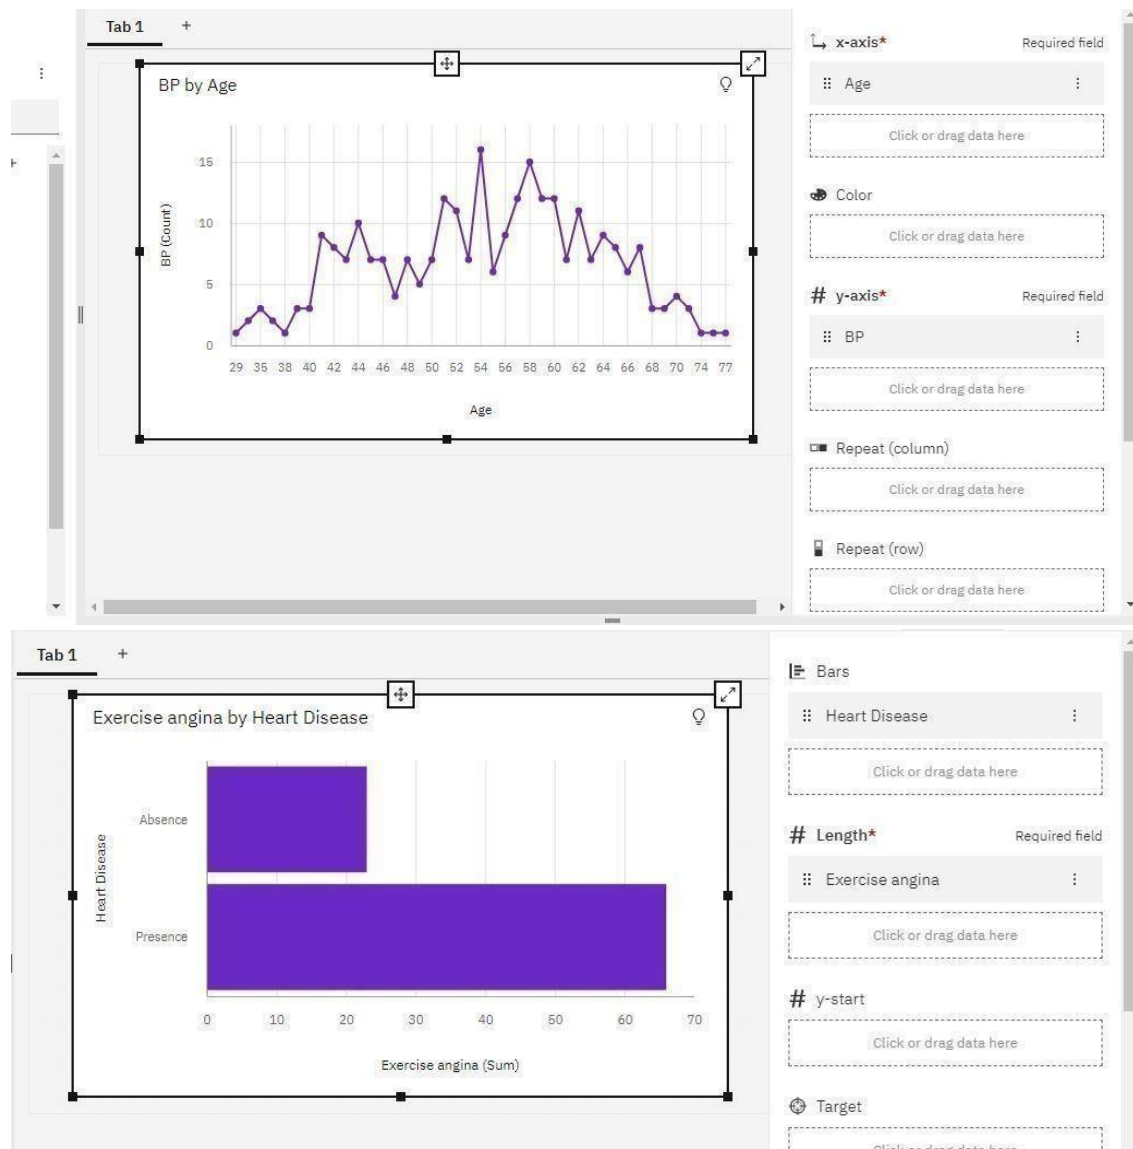 Tab 1 +
BP by Age
15
10
5
0
BP (Count)
29 35 38 40 42 44 46 48 50 52 54 56 58 60 62 64 66 68 70 74 77
Age
x-axis* Required field
Age
Click or drag data here
Color
Click or drag data here
# y-axis* Required field
BP
Click or drag data here
Repeat (column)
Click or drag data here
Repeat (row)
Click or drag data here
Tab 1 +
Exercise angina by Heart Disease
Heart Disease
Absence
Presence
0 10 20 30 40 50 60 70
Exercise angina (Sum)
Bars
Heart Disease
Click or drag data here
# Length* Required field
Exercise angina
Click or drag data here
# y-start
Click or drag data here
Target
Click or drag data here